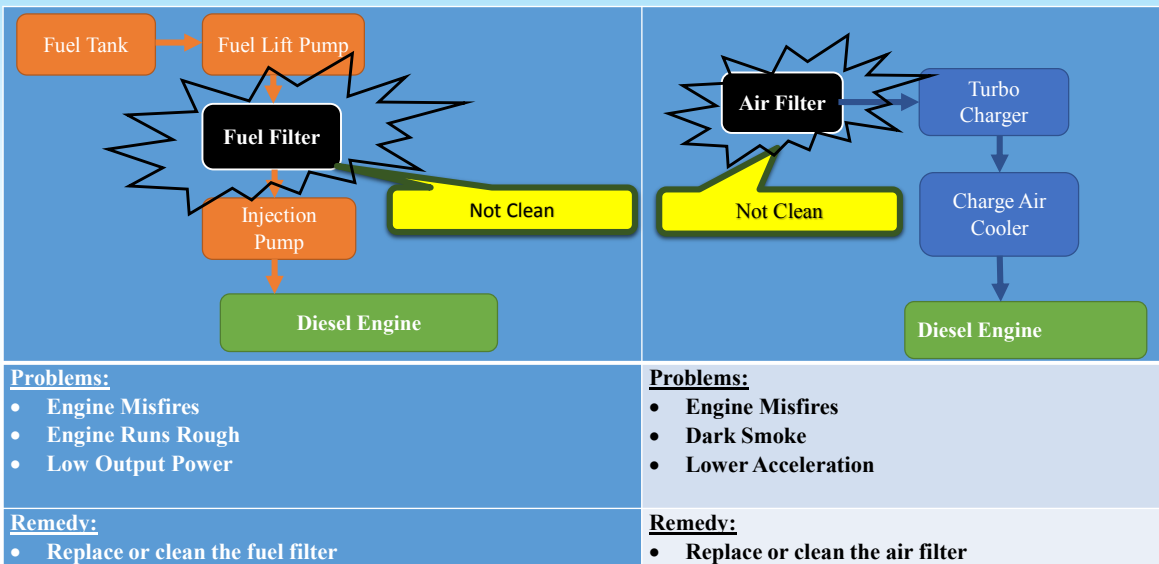 Fuel Tank
Fuel Lift Pump
Fuel Filter
Not Clean
Injection
Pump
Diesel Engine
Air Filter
Turbo
Charger
Not Clean
Charge Air
Cooler
Diesel Engine
Problems:
• Engine Misfires
• Engine Runs Rough
• Low Output Power
Problems:
• Engine Misfires
• Dark Smoke
• Lower Acceleration
Remedy:
• Replace or clean the fuel filter
Remedy:
• Replace or clean the air filter